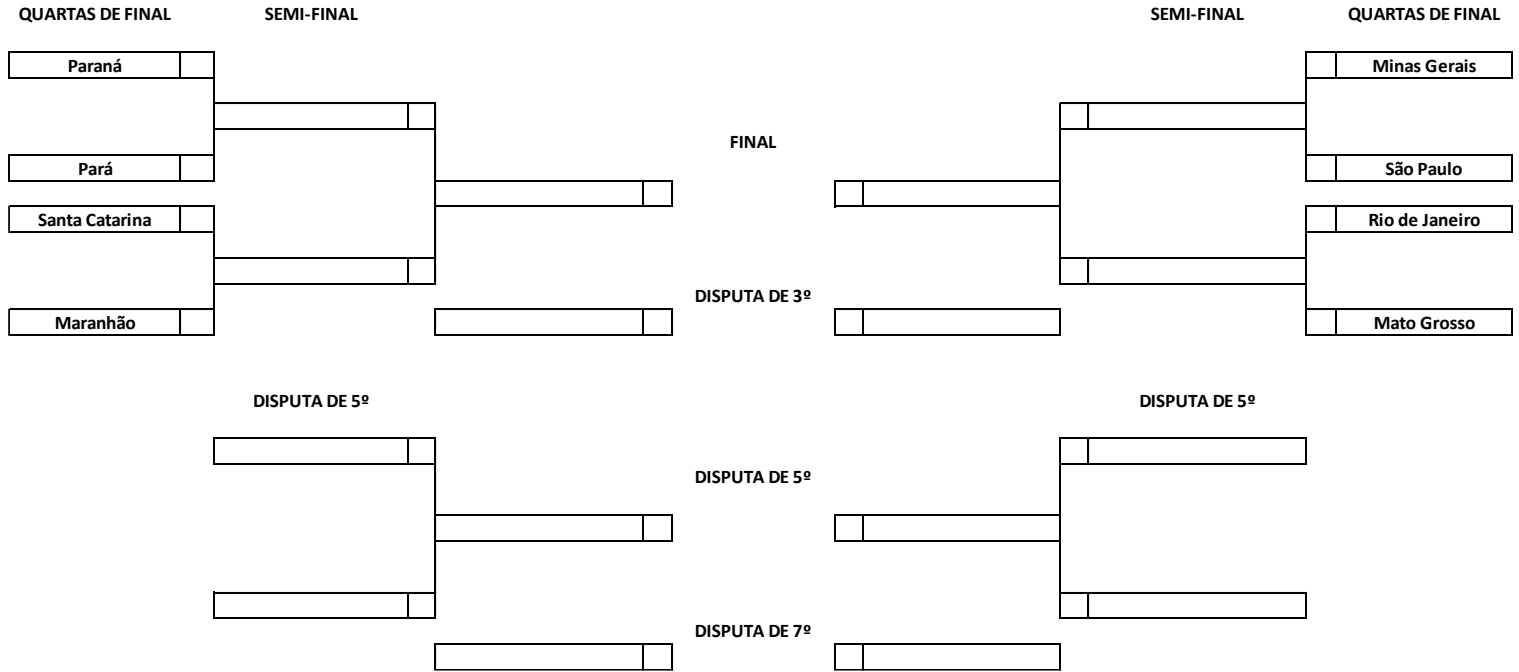 QUARTAS DE FINAL SEMI-FINAL SEMI-FINAL QUARTAS DE FINAL
Paraná Minas Gerais
FINAL
Pará São Paulo
Santa Catarina Rio de Janeiro
DISPUTA DE 3º
Maranhão Mato Grosso
DISPUTA DE 5º DISPUTA DE 5º
DISPUTA DE 5º
DISPUTA DE 7º